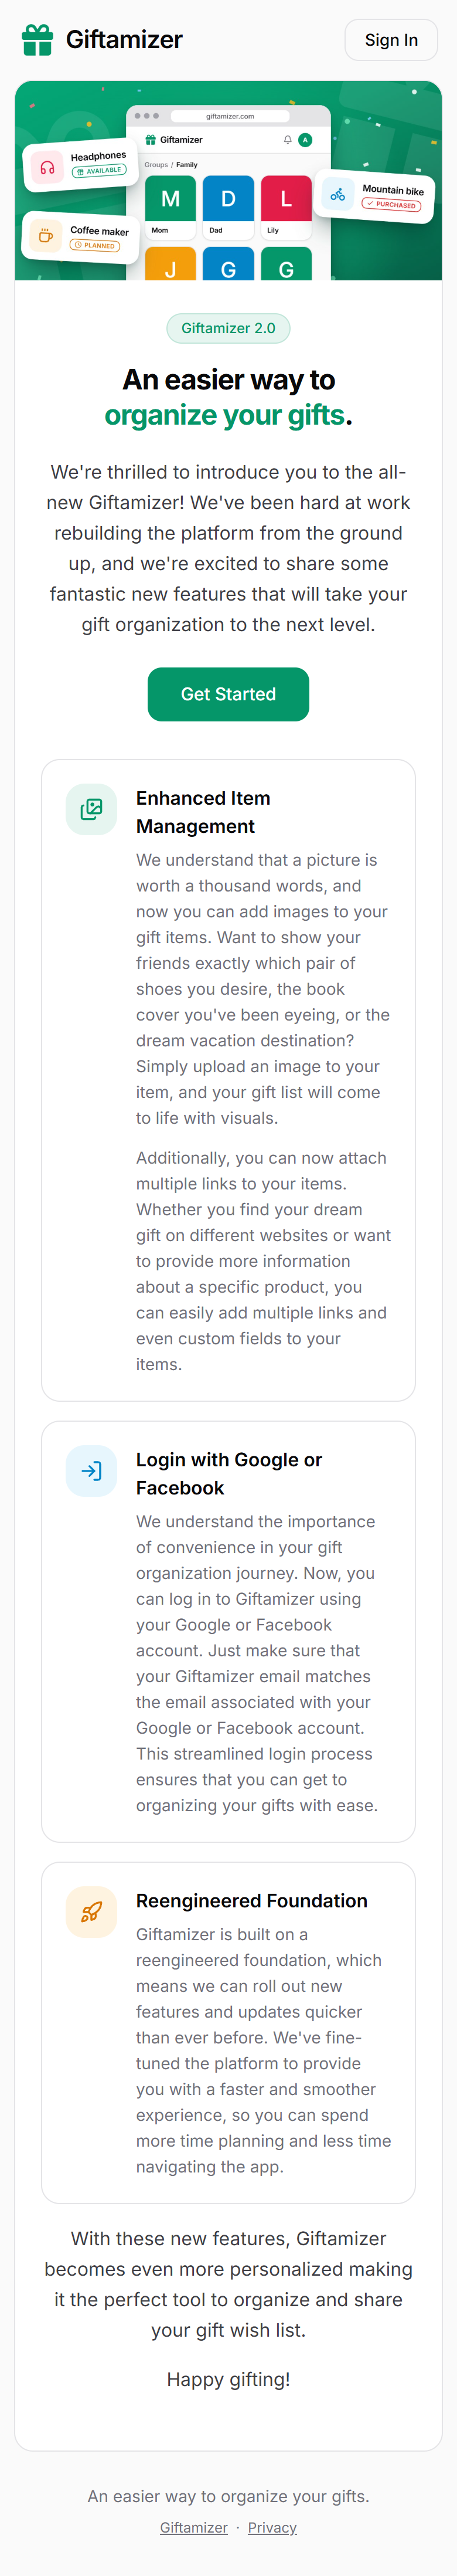 Giftamizer
Sign In
giftamizer.com
Giftamizer
A
Groups / Family
Headphones
AVAILABLE
Coffee maker
PLANNED
Mountain bike
PURCHASED
M
D
L
Mom
Dad
Lily
J
G
G
Giftamizer 2.0
An easier way to
organize your gifts.
We're thrilled to introduce you to the all-
new Giftamizer! We've been hard at work
rebuilding the platform from the ground
up, and we're excited to share some
fantastic new features that will take your
gift organization to the next level.
Get Started
Enhanced Item
Management
We understand that a picture is
worth a thousand words, and
now you can add images to your
gift items. Want to show your
friends exactly which pair of
shoes you desire, the book
cover you've been eyeing, or the
dream vacation destination?
Simply upload an image to your
item, and your gift list will come
to life with visuals.
Additionally, you can now attach
multiple links to your items.
Whether you find your dream
gift on different websites or want
to provide more information
about a specific product, you
can easily add multiple links and
even custom fields to your
items.
Login with Google or
Facebook
We understand the importance
of convenience in your gift
organization journey. Now, you
can log in to Giftamizer using
your Google or Facebook
account. Just make sure that
your Giftamizer email matches
the email associated with your
Google or Facebook account.
This streamlined login process
ensures that you can get to
organizing your gifts with ease.
Reengineered Foundation
Giftamizer is built on a
reengineered foundation, which
means we can roll out new
features and updates quicker
than ever before. We've fine-
tuned the platform to provide
you with a faster and smoother
experience, so you can spend
more time planning and less time
navigating the app.
With these new features, Giftamizer
becomes even more personalized making
it the perfect tool to organize and share
your gift wish list.
Happy gifting!
An easier way to organize your gifts.
Giftamizer · Privacy